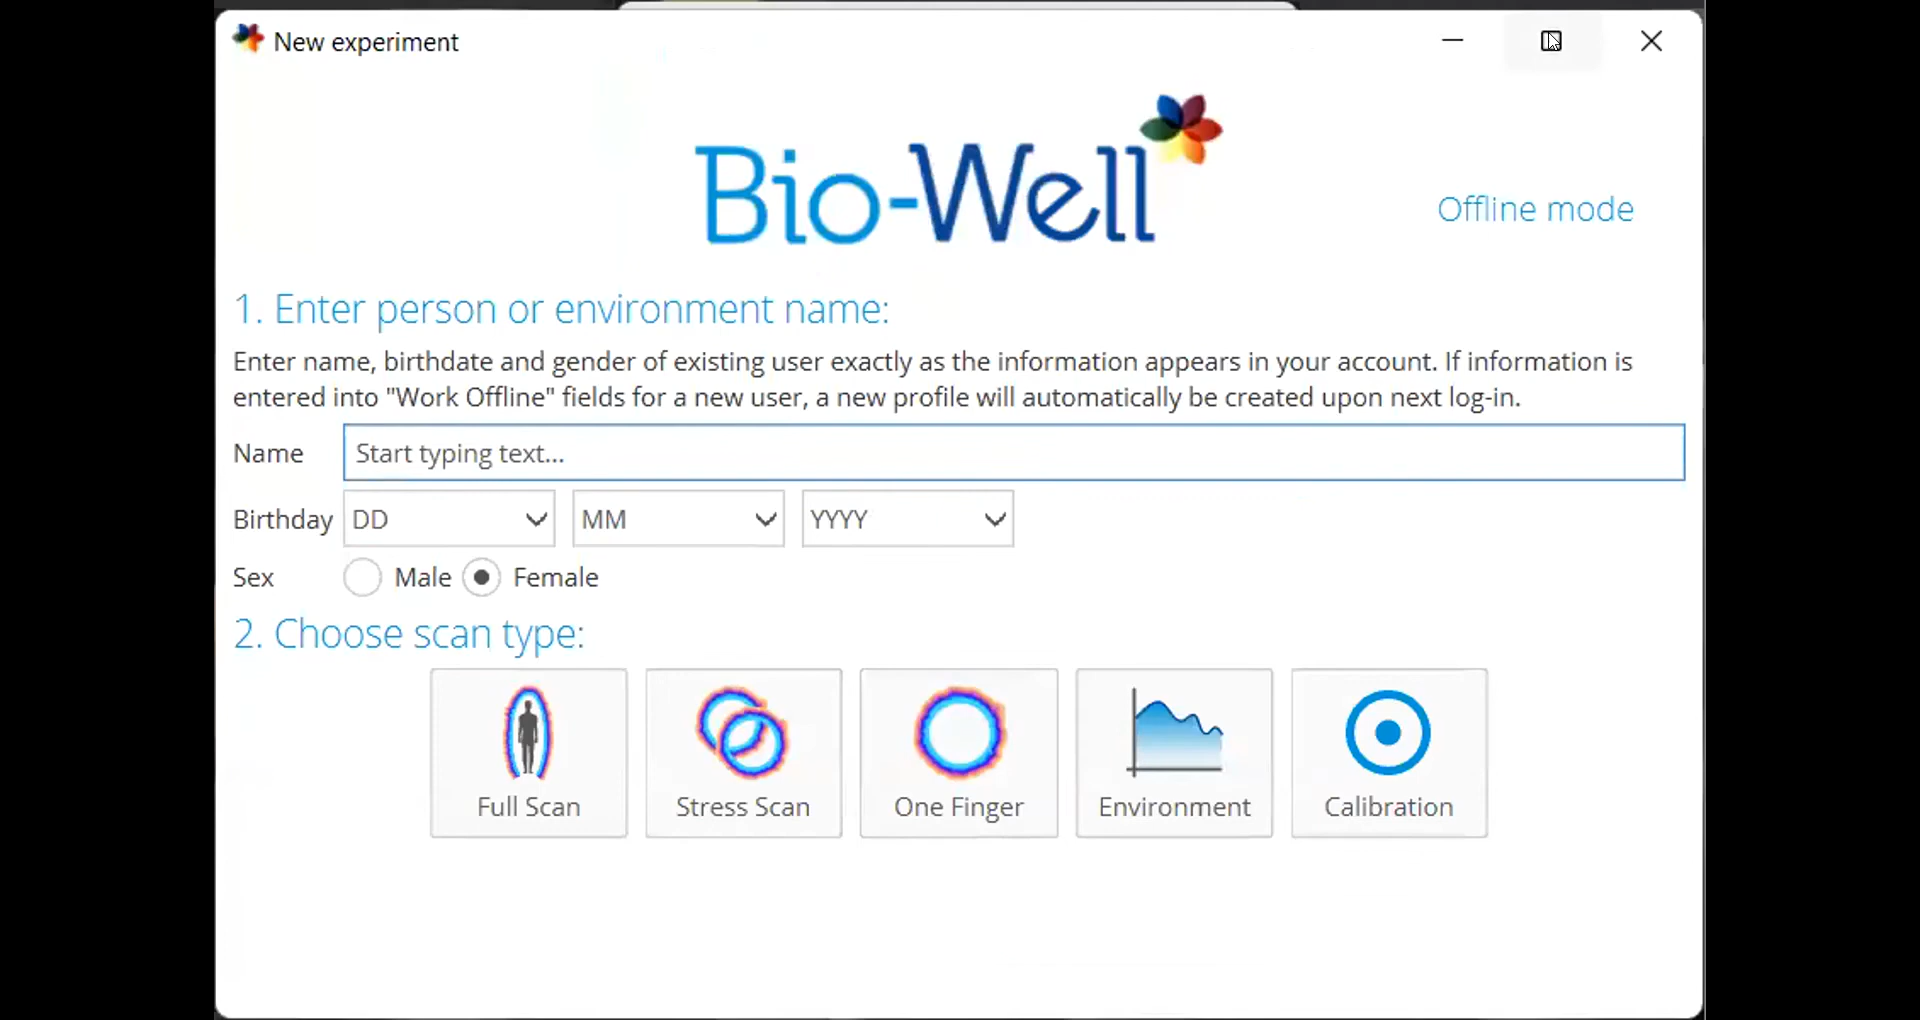 New experiment
Bio-Well
Offline mode
1. Enter person or environment name:
Enter name, birthdate and gender of existing user exactly as the information appears in your account. If information is
entered into "Work Offline" fields for a new user, a new profile will automatically be created upon next log-in.
Name Start typing text...
Birthday DD MM YYYY
Sex Male Female
2. Choose scan type:
Full Scan Stress Scan One Finger Environment Calibration